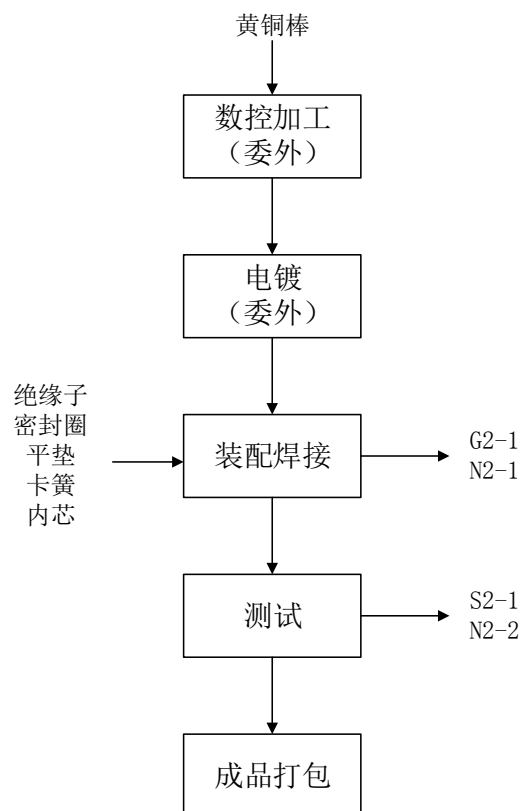 黄铜棒
数控加工
（委外）
电镀
（委外）
绝缘子
密封圈
平垫
卡簧
内芯
装配焊接
G2-1
N2-1
测试
S2-1
N2-2
成品打包